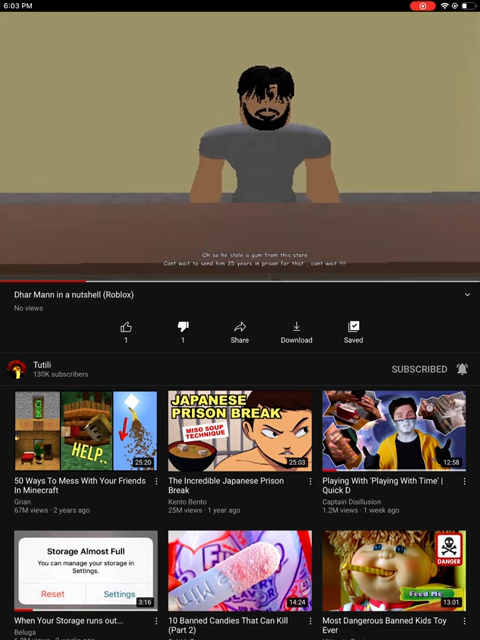 6:03 PM
Oh so he stole a gum from this store
Cant wait to send him 25 years in prison for that , cant wait !!!!
Dhar Mann in a nutshell (Roblox)
No views
1
1
Share
Download
Saved
Tutili
130K subscribers
SUBSCRIBED
HELP..
25:20
JAPANESE
PRISON BREAK
MISO SOUP
TECHNIQUE
25:03
12:58
50 Ways To Mess With Your Friends
In Minecraft
Grian
67M views · 2 years ago
The Incredible Japanese Prison
Break
Kento Bento
25M views · 1 year ago
Playing With 'Playing With Time' |
Quick D
Captain Disillusion
1.2M views · 1 week ago
Storage Almost Full
You can manage your storage in
Settings.
Reset
Settings
3:16
14:24
DANGER
Feed Me
13:01
When Your Storage runs out...
Beluga
10 Banned Candies That Can Kill
(Part 2)
Most Dangerous Banned Kids Toy
Ever